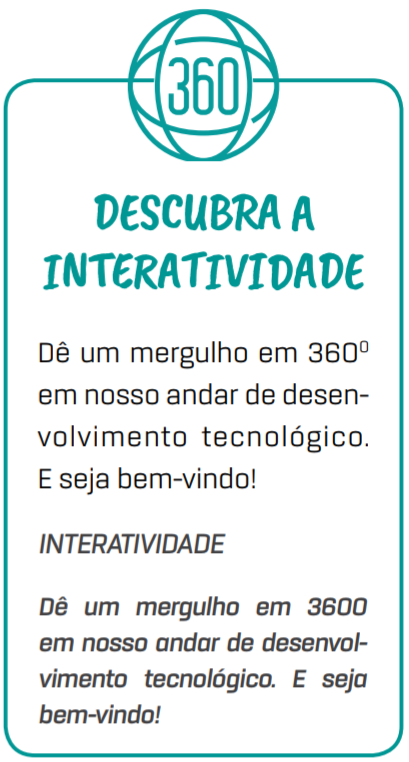 360
DESCUBRA A
INTERATIVIDADE
Dê um mergulho em 360⁰
em nosso andar de desen-
volvimento tecnológico.
E seja bem-vindo!
INTERATIVIDADE
Dê um mergulho em 3600
em nosso andar de desenvol-
vimento tecnológico. E seja
bem-vindo!